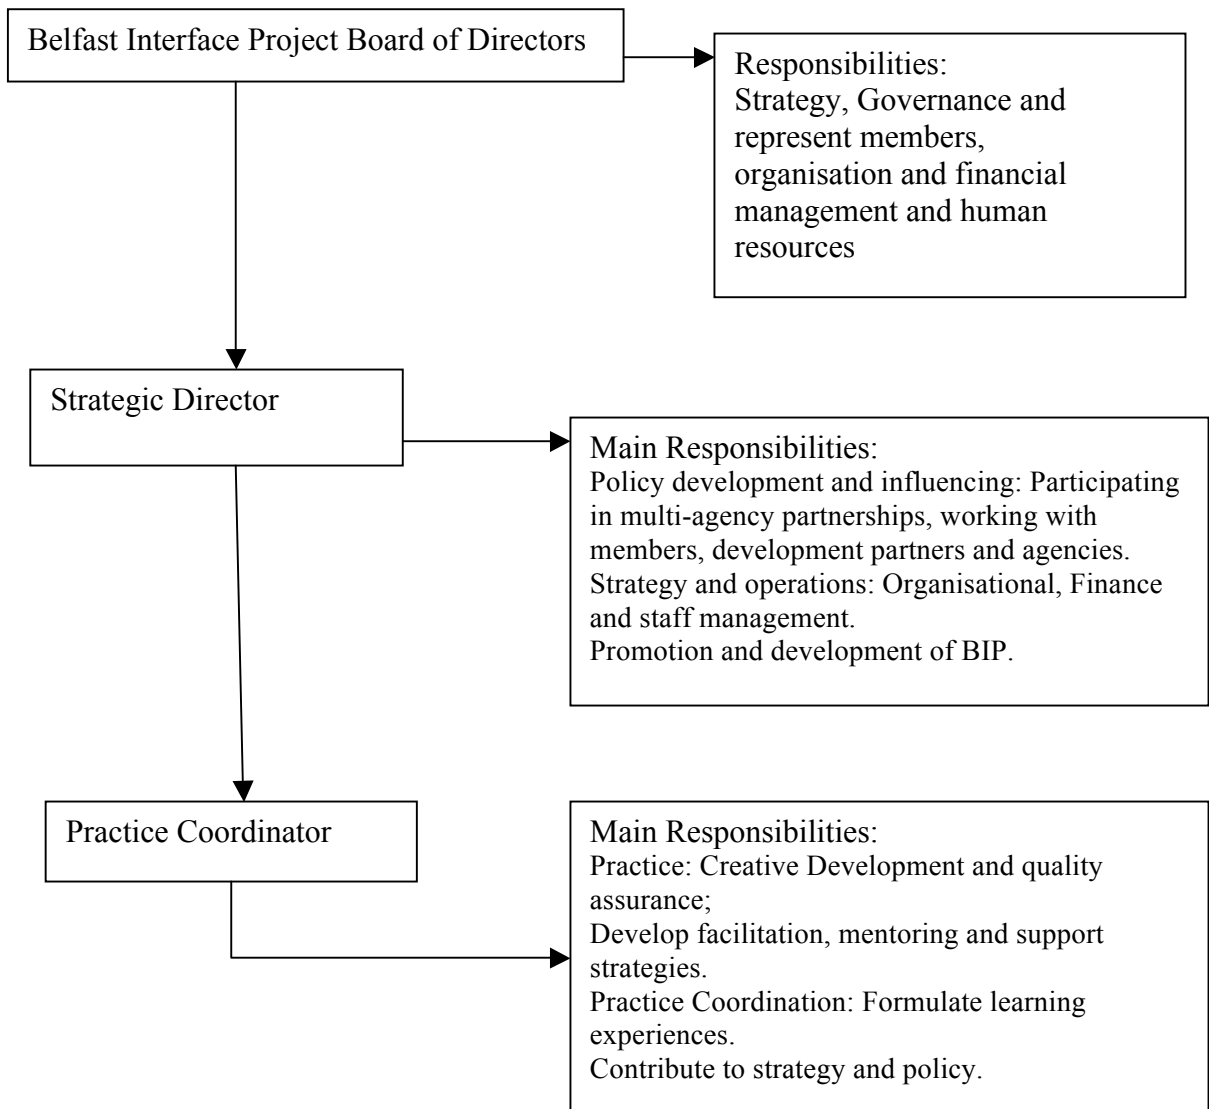 Belfast Interface Project Board of Directors
Responsibilities:
Strategy, Governance and
represent members,
organisation and financial
management and human
resources
Strategic Director
Main Responsibilities:
Policy development and influencing: Participating
in multi-agency partnerships, working with
members, development partners and agencies.
Strategy and operations: Organisational, Finance
and staff management.
Promotion and development of BIP.
Practice Coordinator
Main Responsibilities:
Practice: Creative Development and quality
assurance;
Develop facilitation, mentoring and support
strategies.
Practice Coordination: Formulate learning
experiences.
Contribute to strategy and policy.